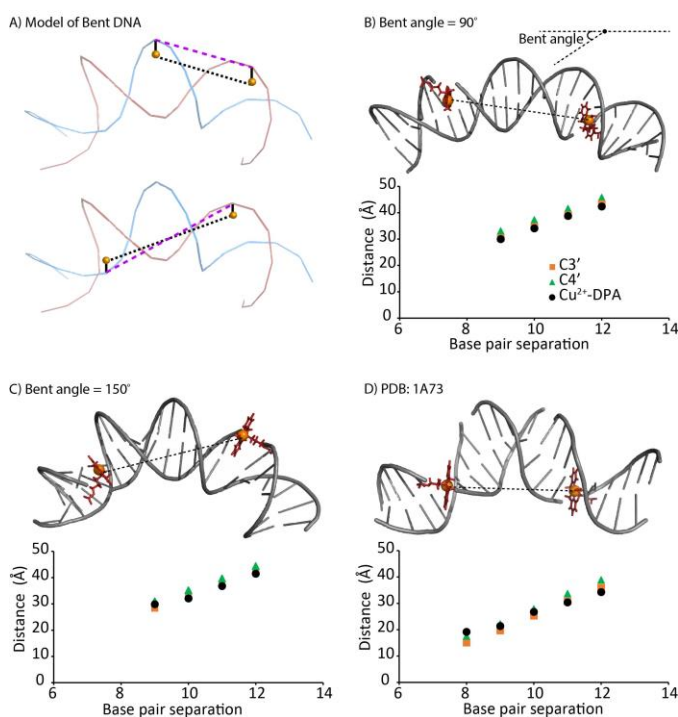 A) Model of Bent DNA
B) Bent angle = 90°
Bent angle
50
40
30
20
10
0
Distance (Å)
C3′
C4′
Cu²⁺-DPA
6 8 10 12 14
Base pair separation
C) Bent angle = 150°
50
40
30
20
10
0
Distance (Å)
6 8 10 12 14
Base pair separation
D) PDB: 1A73
50
40
30
20
10
0
Distance (Å)
6 8 10 12 14
Base pair separation